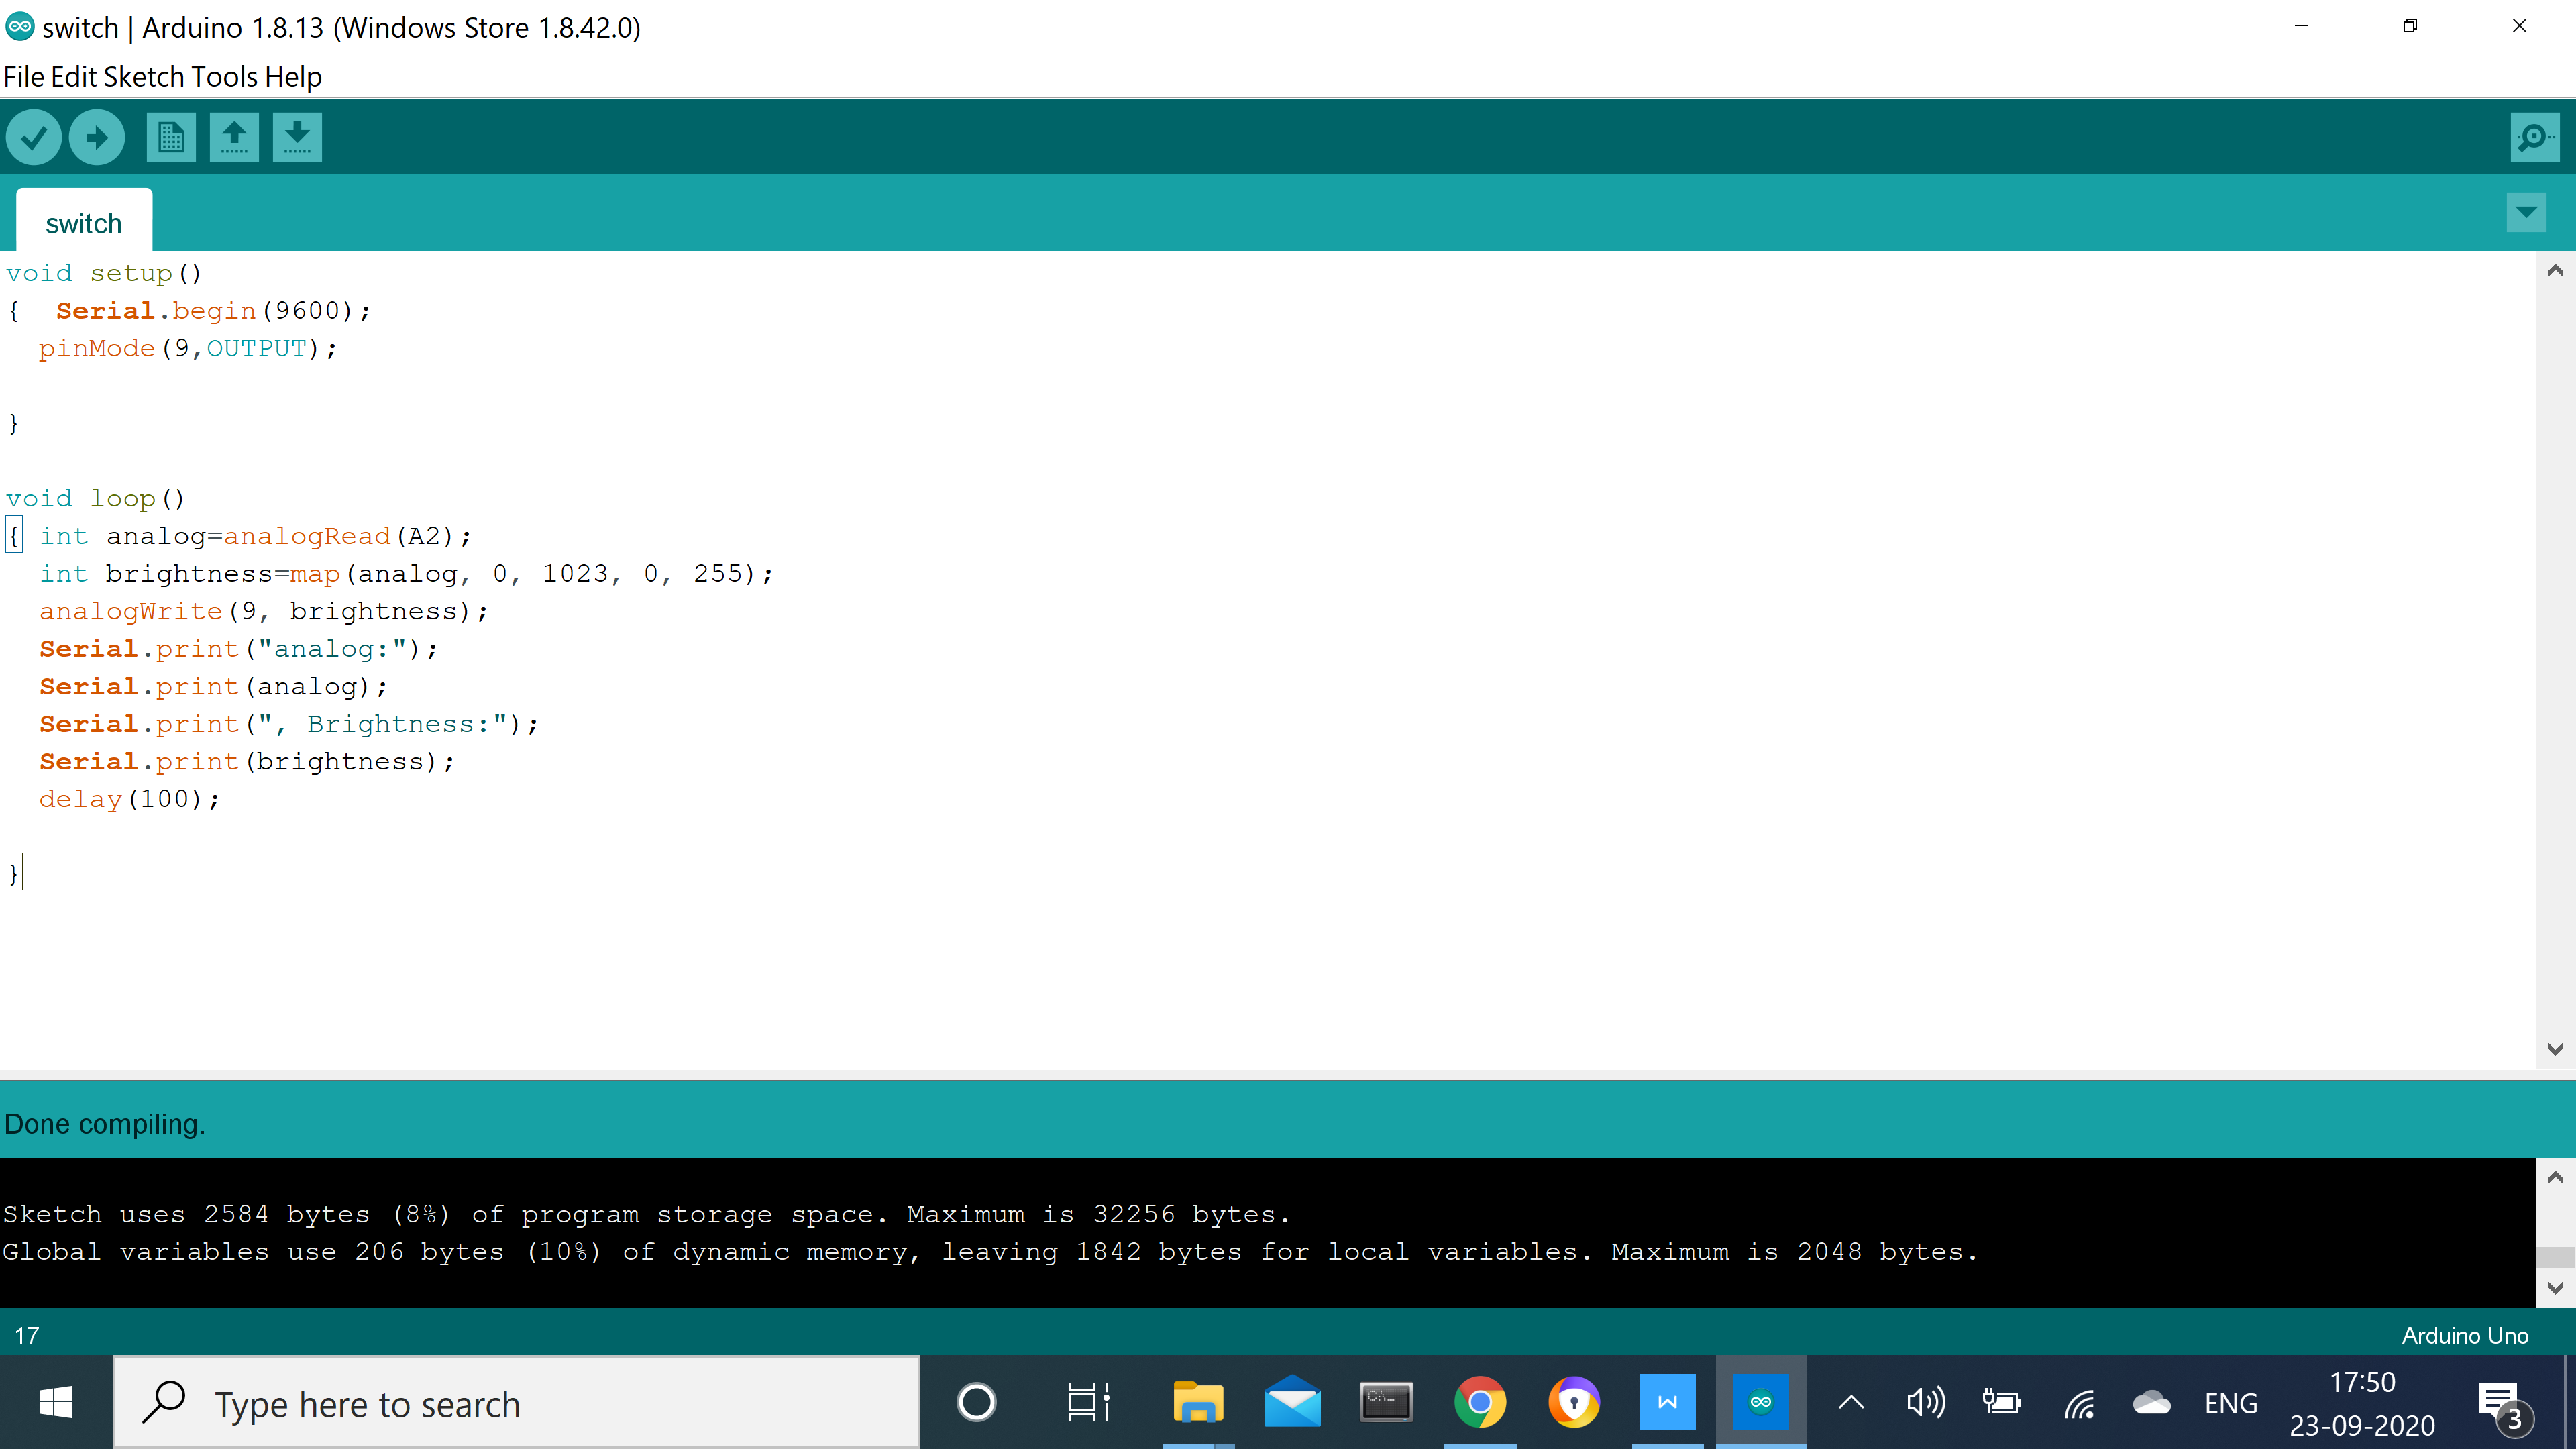 switch | Arduino 1.8.13 (Windows Store 1.8.42.0)
File Edit Sketch Tools Help
switch
void setup()
{  Serial.begin(9600);
  pinMode(9,OUTPUT);
}
void loop()
{ int analog=analogRead(A2);
  int brightness=map(analog, 0, 1023, 0, 255);
  analogWrite(9, brightness);
  Serial.print("analog:");
  Serial.print(analog);
  Serial.print(", Brightness:");
  Serial.print(brightness);
  delay(100);
}
Done compiling.
Sketch uses 2584 bytes (8%) of program storage space. Maximum is 32256 bytes.
Global variables use 206 bytes (10%) of dynamic memory, leaving 1842 bytes for local variables. Maximum is 2048 bytes.
17
Arduino Uno
Type here to search
ENG
17:50
23-09-2020
3